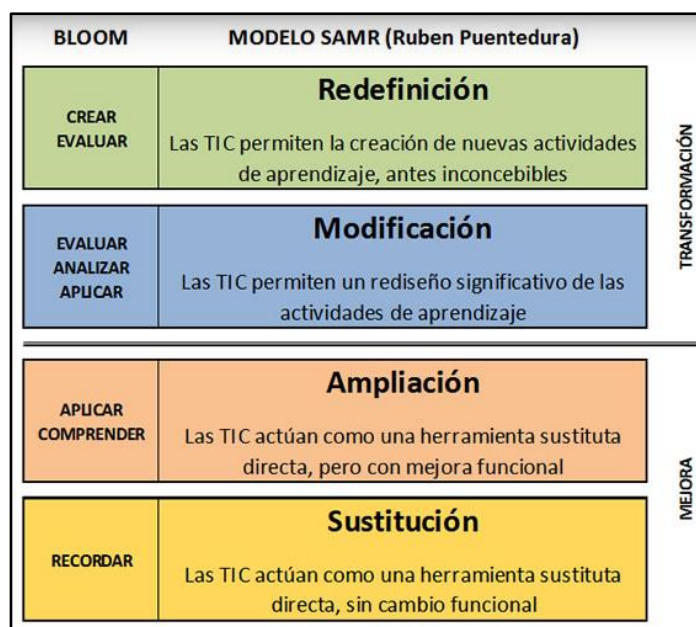 BLOOM
MODELO SAMR (Ruben Puentedura)
CREAR
EVALUAR
Redefinición
Las TIC permiten la creación de nuevas actividades
de aprendizaje, antes inconcebibles
EVALUAR
ANALIZAR
APLICAR
Modificación
Las TIC permiten un rediseño significativo de las
actividades de aprendizaje
TRANSFORMACIÓN
APLICAR
COMPRENDER
Ampliación
Las TIC actúan como una herramienta sustituta
directa, pero con mejora funcional
RECORDAR
Sustitución
Las TIC actúan como una herramienta sustituta
directa, sin cambio funcional
MEJORA